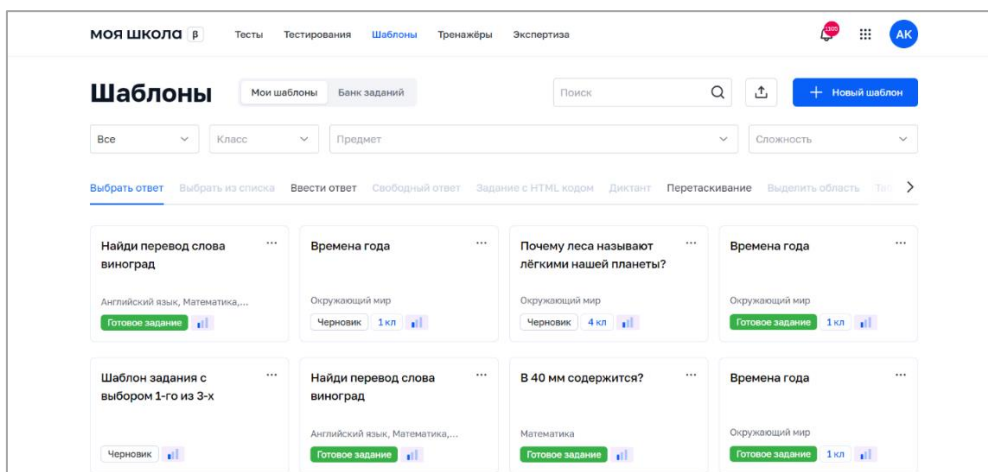 МОЯ ШКОЛА β Тесты Тестирования Шаблоны Тренажёры Экспертиза АК
Шаблоны Мои шаблоны Банк заданий Поиск + Новый шаблон
Все Класс Предмет Сложность
Выбрать ответ Выбрать из списка Ввести ответ Свободный ответ Задание с HTML кодом Диктант Перетаскивание Выделить область
Найди перевод слова ... Времена года ... Почему леса называют ... Времена года ...
виноград лёгкими нашей планеты?
Английский язык, Математика,... Окружающий мир Окружающий мир Окружающий мир
Готовое задание Черновик 1 кл Черновик 4 кл Готовое задание 1 кл
Шаблон задания с ... Найди перевод слова ... В 40 мм содержится? ... Времена года ...
выбором 1-го из 3-х виноград
Английский язык, Математика,... Математика Окружающий мир
Черновик Готовое задание Готовое задание Готовое задание 1 кл